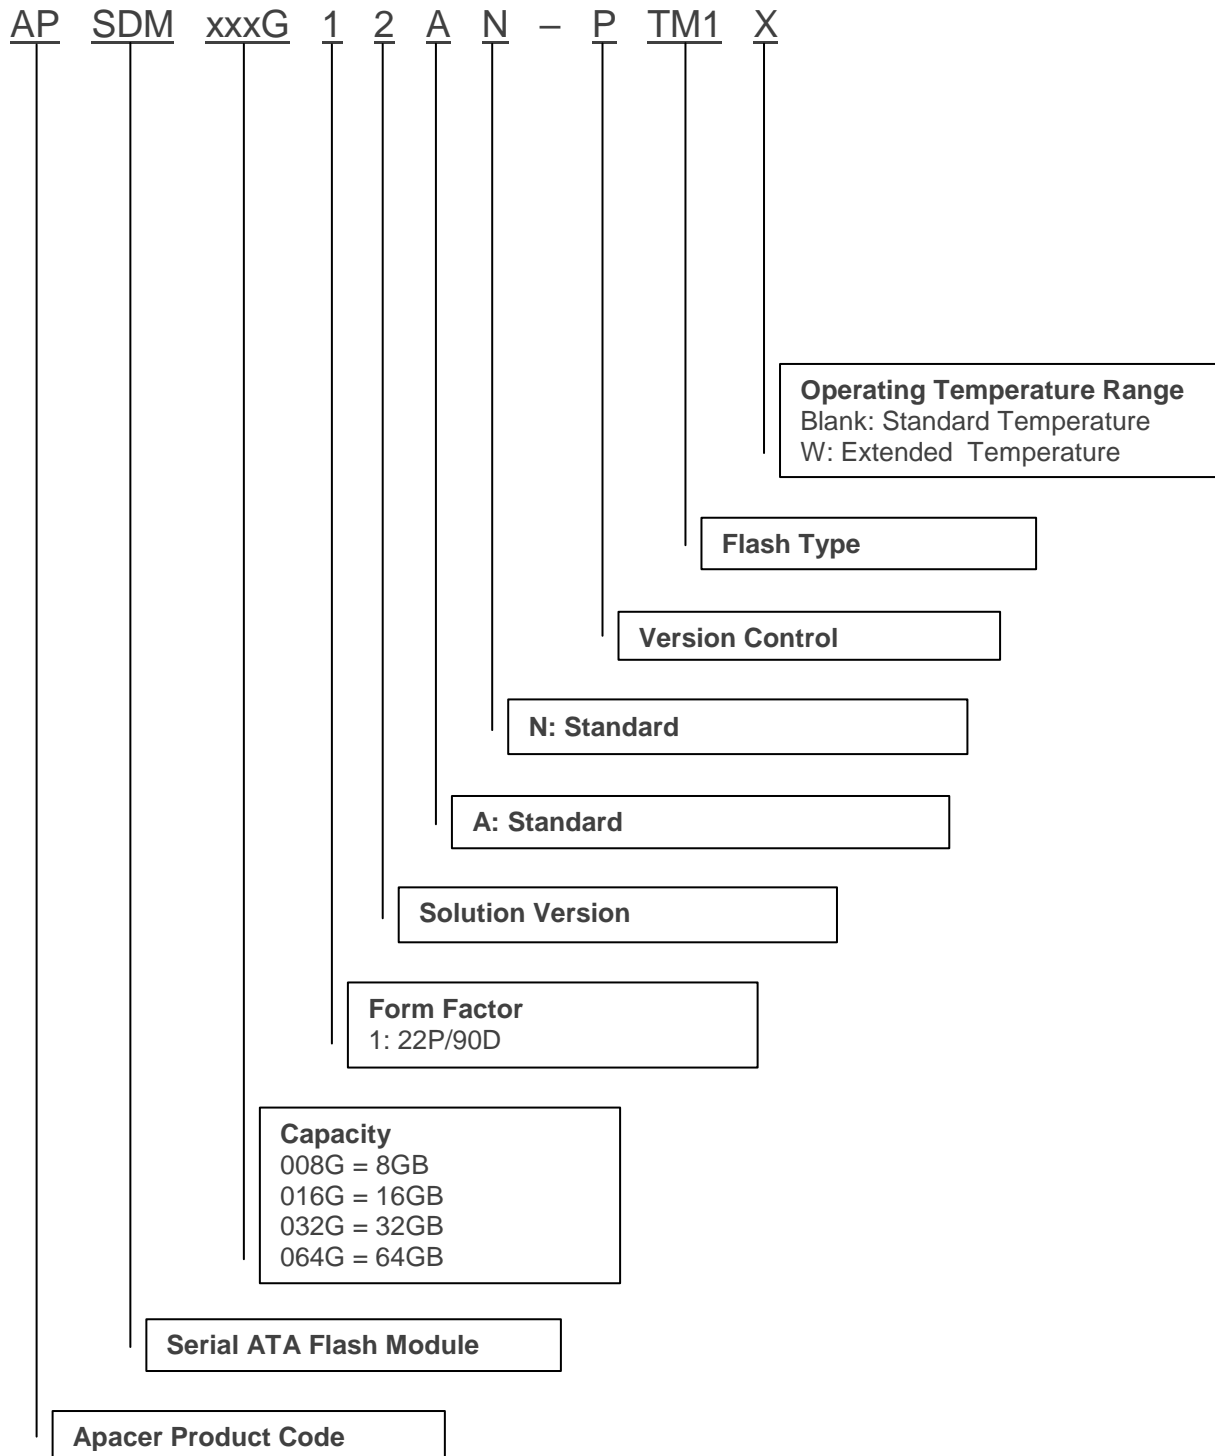 AP SDM xxxG 1 2 A N – P TM1 X
Operating Temperature Range
Blank: Standard Temperature
W: Extended Temperature
Flash Type
Version Control
N: Standard
A: Standard
Solution Version
Form Factor
1: 22P/90D
Capacity
008G = 8GB
016G = 16GB
032G = 32GB
064G = 64GB
Serial ATA Flash Module
Apacer Product Code